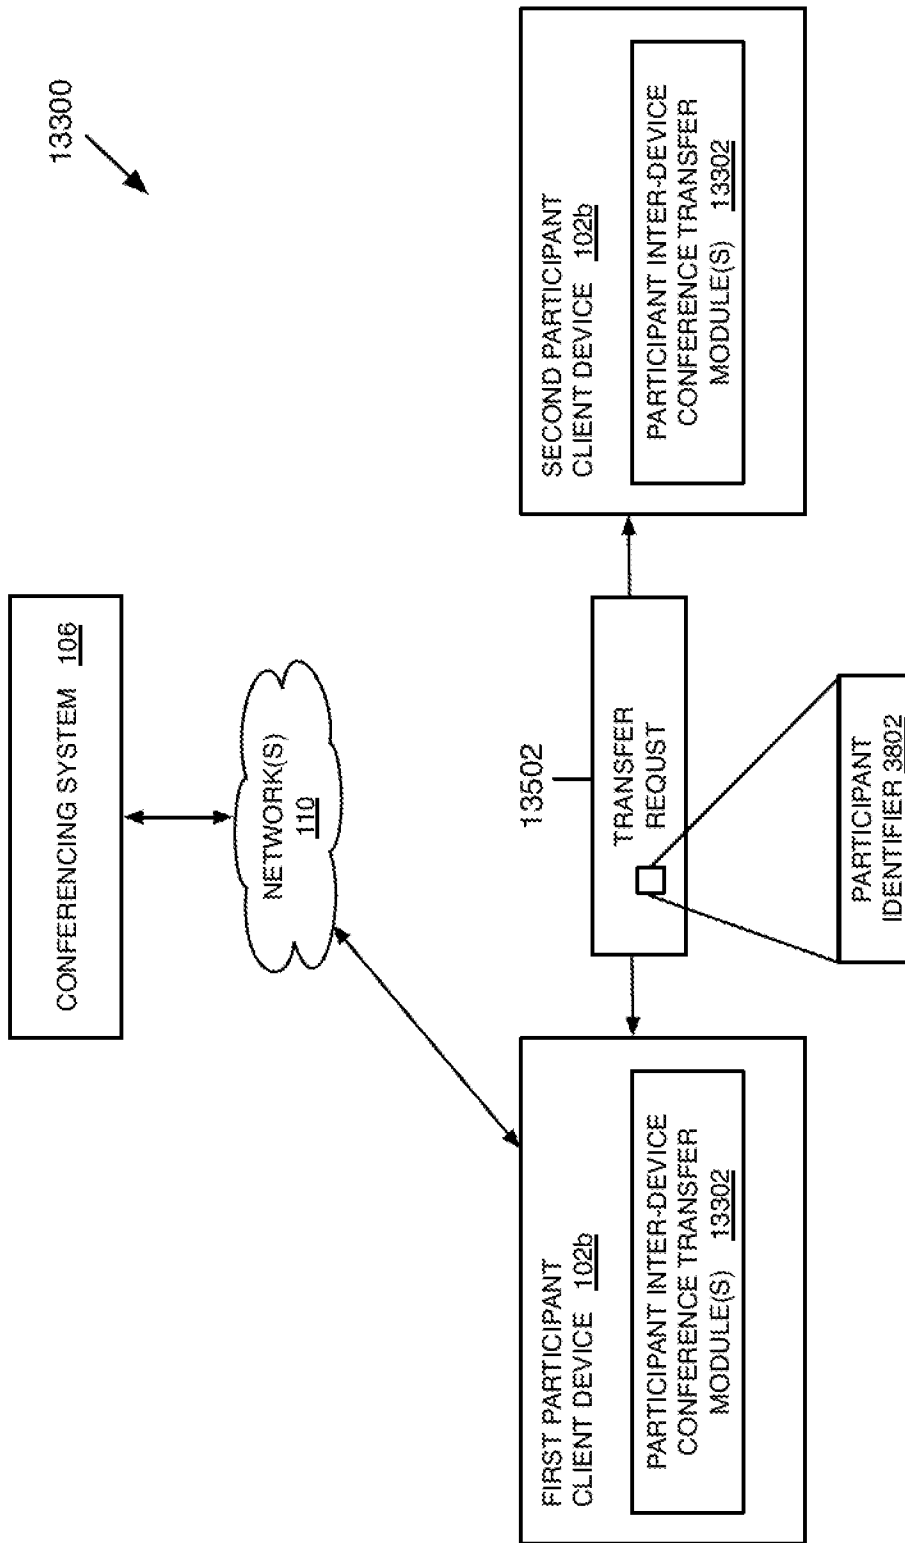 13300
CONFERENCING SYSTEM 106
NETWORK(S)
110
FIRST PARTICIPANT
CLIENT DEVICE 102b
PARTICIPANT INTER-DEVICE
CONFERENCE TRANSFER
MODULE(S) 13302
13502
TRANSFER
REQUST
PARTICIPANT
IDENTIFIER 3802
SECOND PARTICIPANT
CLIENT DEVICE 102b
PARTICIPANT INTER-DEVICE
CONFERENCE TRANSFER
MODULE(S) 13302